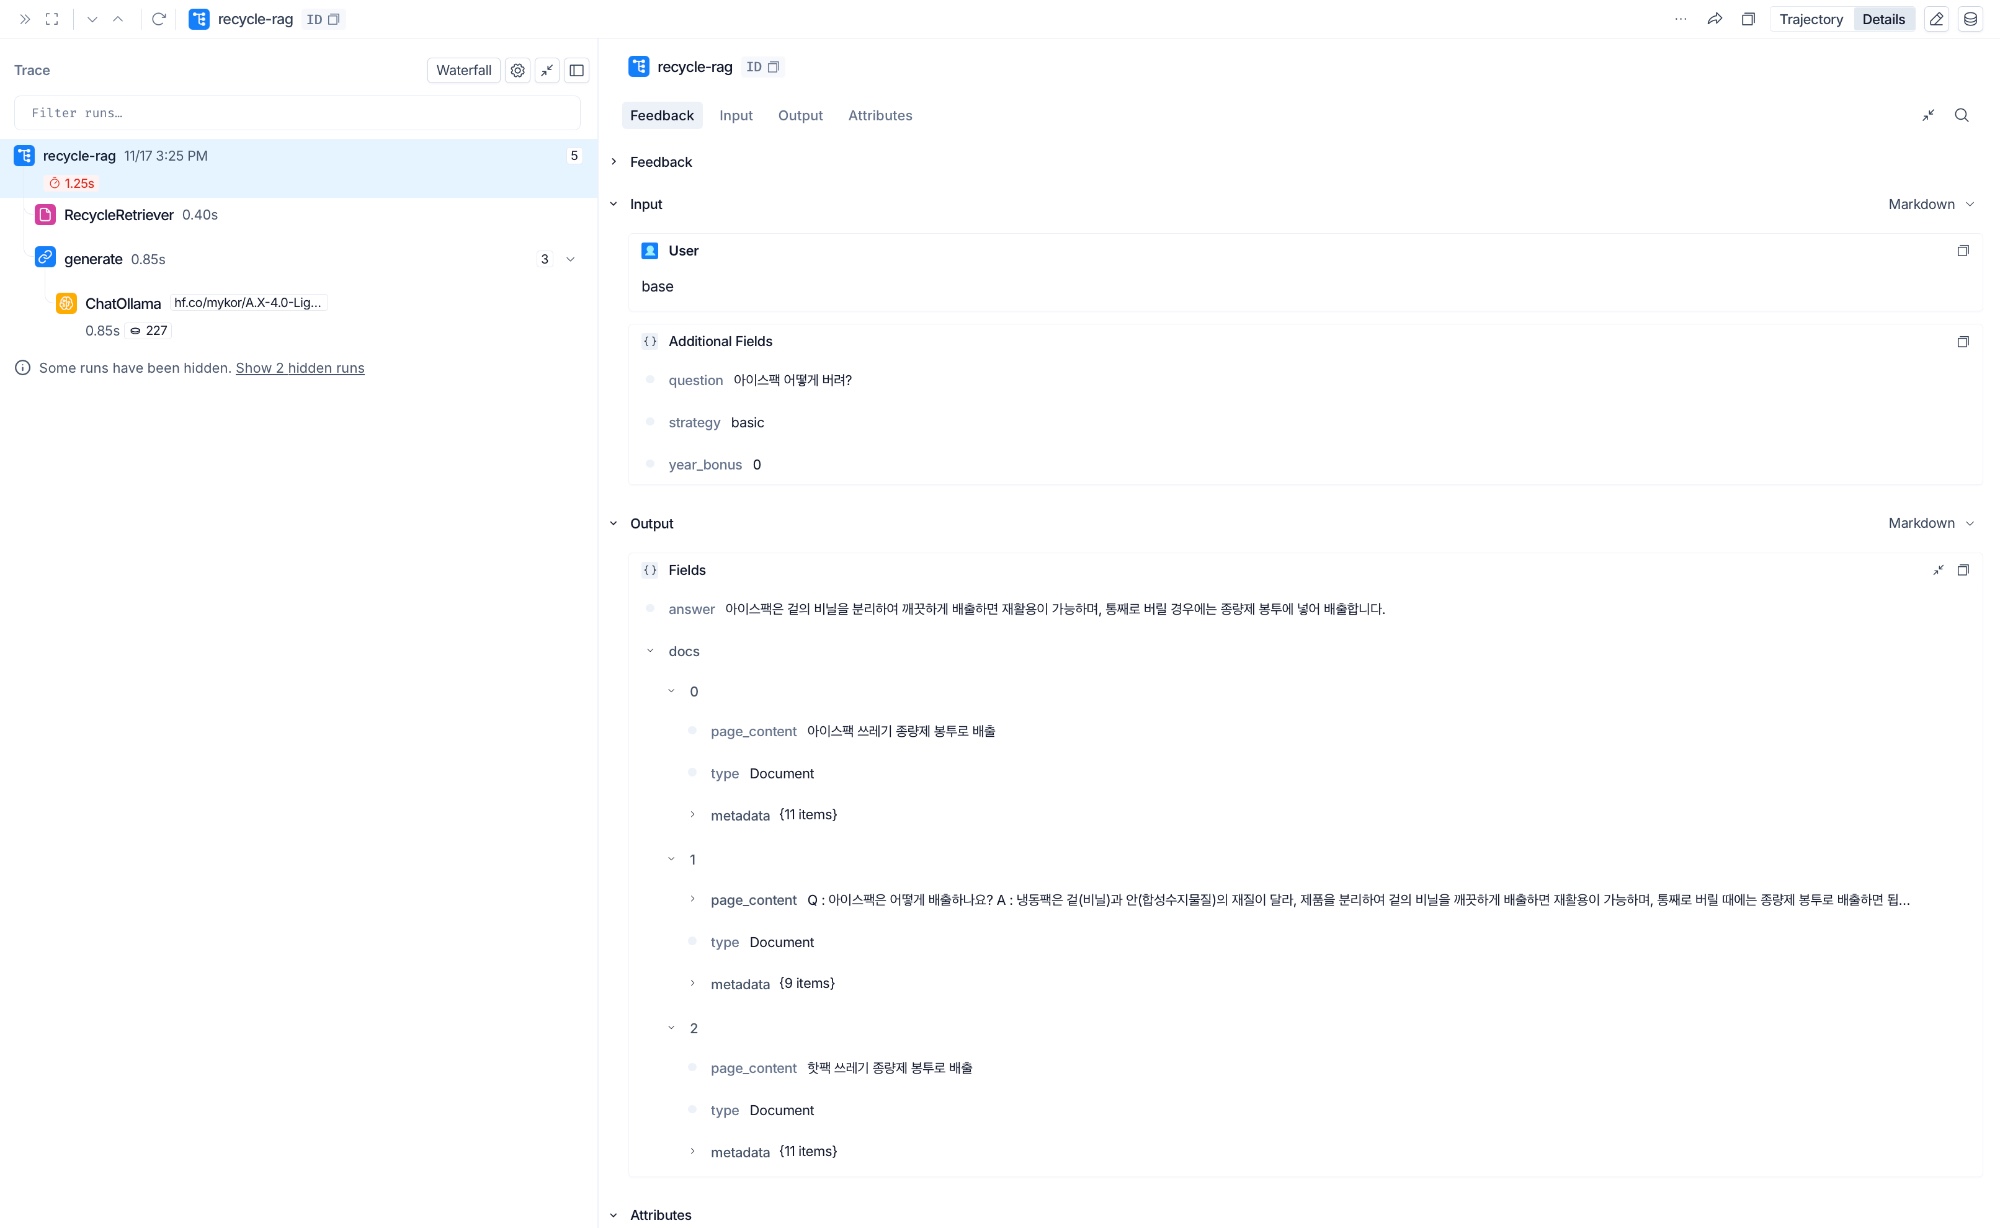 recycle-rag ID
Trajectory Details
Trace
Waterfall
Filter runs…
recycle-rag 11/17 3:25 PM 5
1.25s
RecycleRetriever 0.40s
generate 0.85s 3
ChatOllama hf.co/mykor/A.X-4.0-Lig...
0.85s 227
Some runs have been hidden. Show 2 hidden runs
recycle-rag ID
Feedback Input Output Attributes
Feedback
Input Markdown
User
base
{} Additional Fields
question 아이스팩 어떻게 버려?
strategy basic
year_bonus 0
Output Markdown
{} Fields
answer 아이스팩은 겉의 비닐을 분리하여 깨끗하게 배출하면 재활용이 가능하며, 통째로 버릴 경우에는 종량제 봉투에 넣어 배출합니다.
docs
0
page_content 아이스팩 쓰레기 종량제 봉투로 배출
type Document
metadata {11 items}
1
page_content Q : 아이스팩은 어떻게 배출하나요? A : 냉동팩은 겉(비닐)과 안(합성수지물질)의 재질이 달라, 제품을 분리하여 겉의 비닐을 깨끗하게 배출하면 재활용이 가능하며, 통째로 버릴 때에는 종량제 봉투로 배출하면 됩...
type Document
metadata {9 items}
2
page_content 핫팩 쓰레기 종량제 봉투로 배출
type Document
metadata {11 items}
Attributes